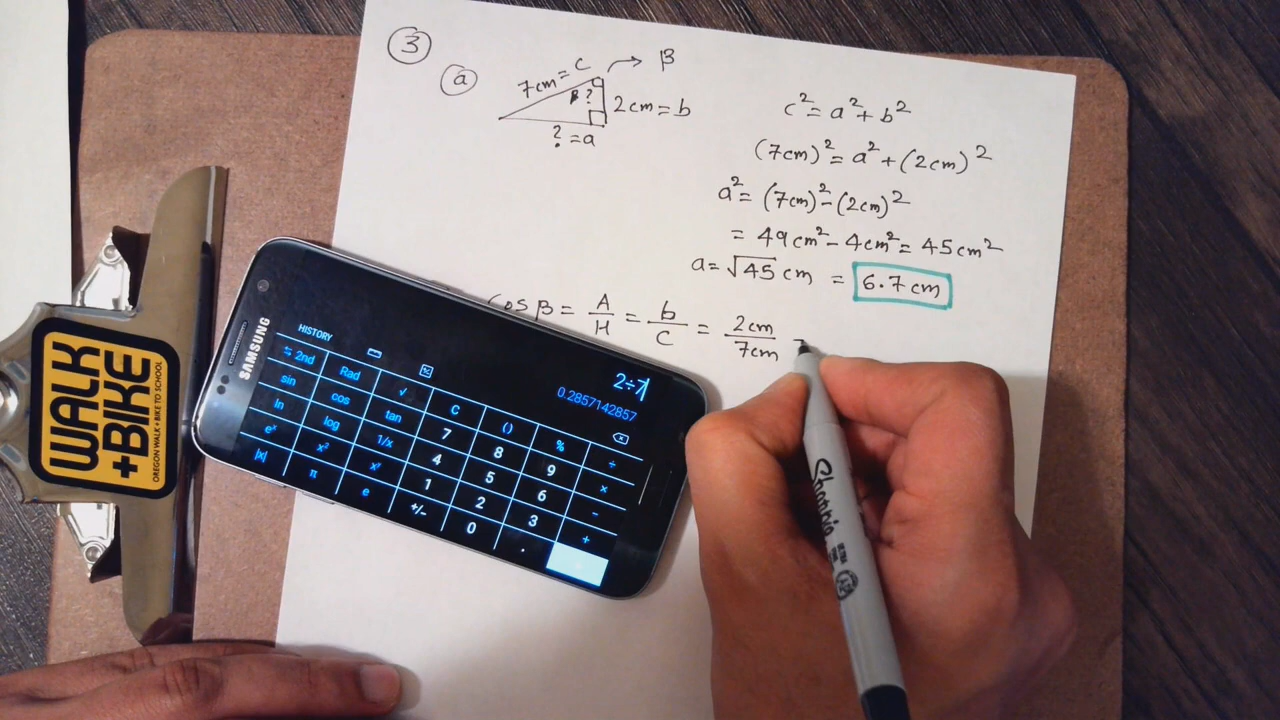 3
a
7cm = c → β
β ?
2cm = b
? = a
c² = a² + b²
(7cm)² = a² + (2cm)²
a² = (7cm)² - (2cm)²
= 49cm² - 4cm² = 45cm²
a = √45 cm = 6.7 cm
Cos β = A/H = b/C = 2cm/7cm =
WALK
+BIKE
OREGON WALK + BIKE TO SCHOOL
SAMSUNG
HISTORY
2÷7
0.2857142857
⇆ 2nd Rad √ C () % ÷
sin cos tan 7 8 9 ×
ln log 1/x 4 5 6 −
eˣ x² xʸ 1 2 3 +
|x| π e +/− 0 .
Sharpie